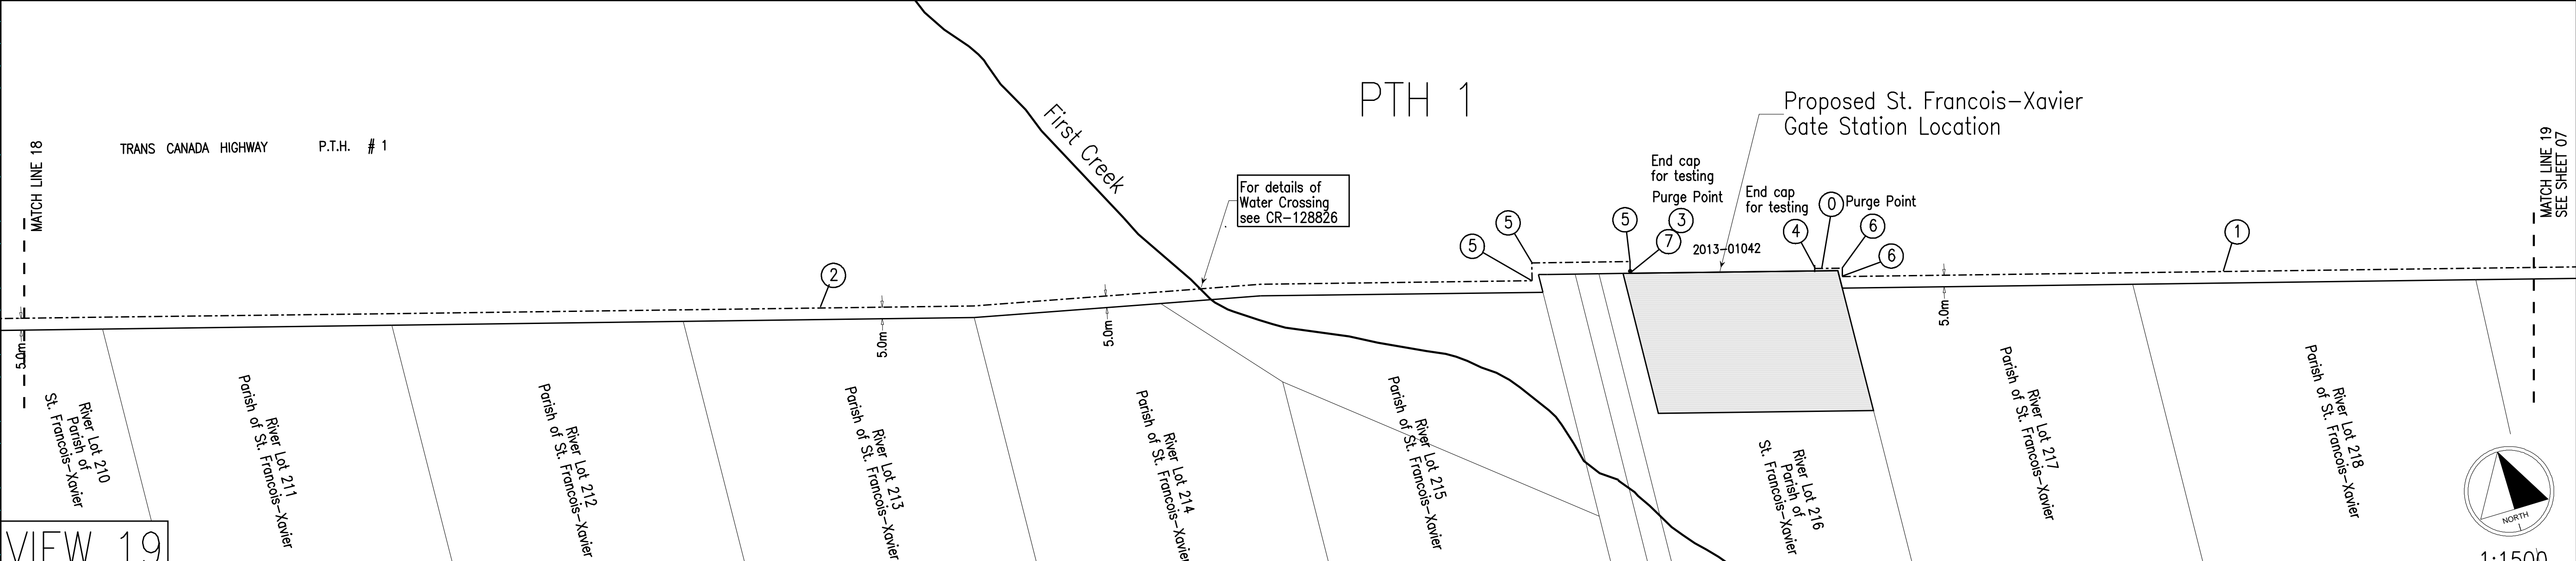 PTH 1
Proposed St. Francois-Xavier
Gate Station Location
MATCH LINE 18
TRANS CANADA HIGHWAY P.T.H. # 1
First Creek
For details of
Water Crossing
see CR-128826
End cap
for testing
Purge Point
End cap
for testing
Purge Point
2013-01042
5
5
5
3
7
4
0
6
6
1
2
MATCH LINE 19
SEE SHEET 07
5.0m
5.0m
5.0m
5.0m
River Lot 210
Parish of
St. Francois-Xavier
River Lot 211
Parish of St. Francois-Xavier
River Lot 212
Parish of St. Francois-Xavier
River Lot 213
Parish of St. Francois-Xavier
River Lot 214
Parish of St. Francois-Xavier
River Lot 215
Parish of St. Francois-Xavier
River Lot 216
Parish of
St. Francois-Xavier
River Lot 217
Parish of St. Francois-Xavier
River Lot 218
Parish of St. Francois-Xavier
NORTH
VIEW 19
1:1500